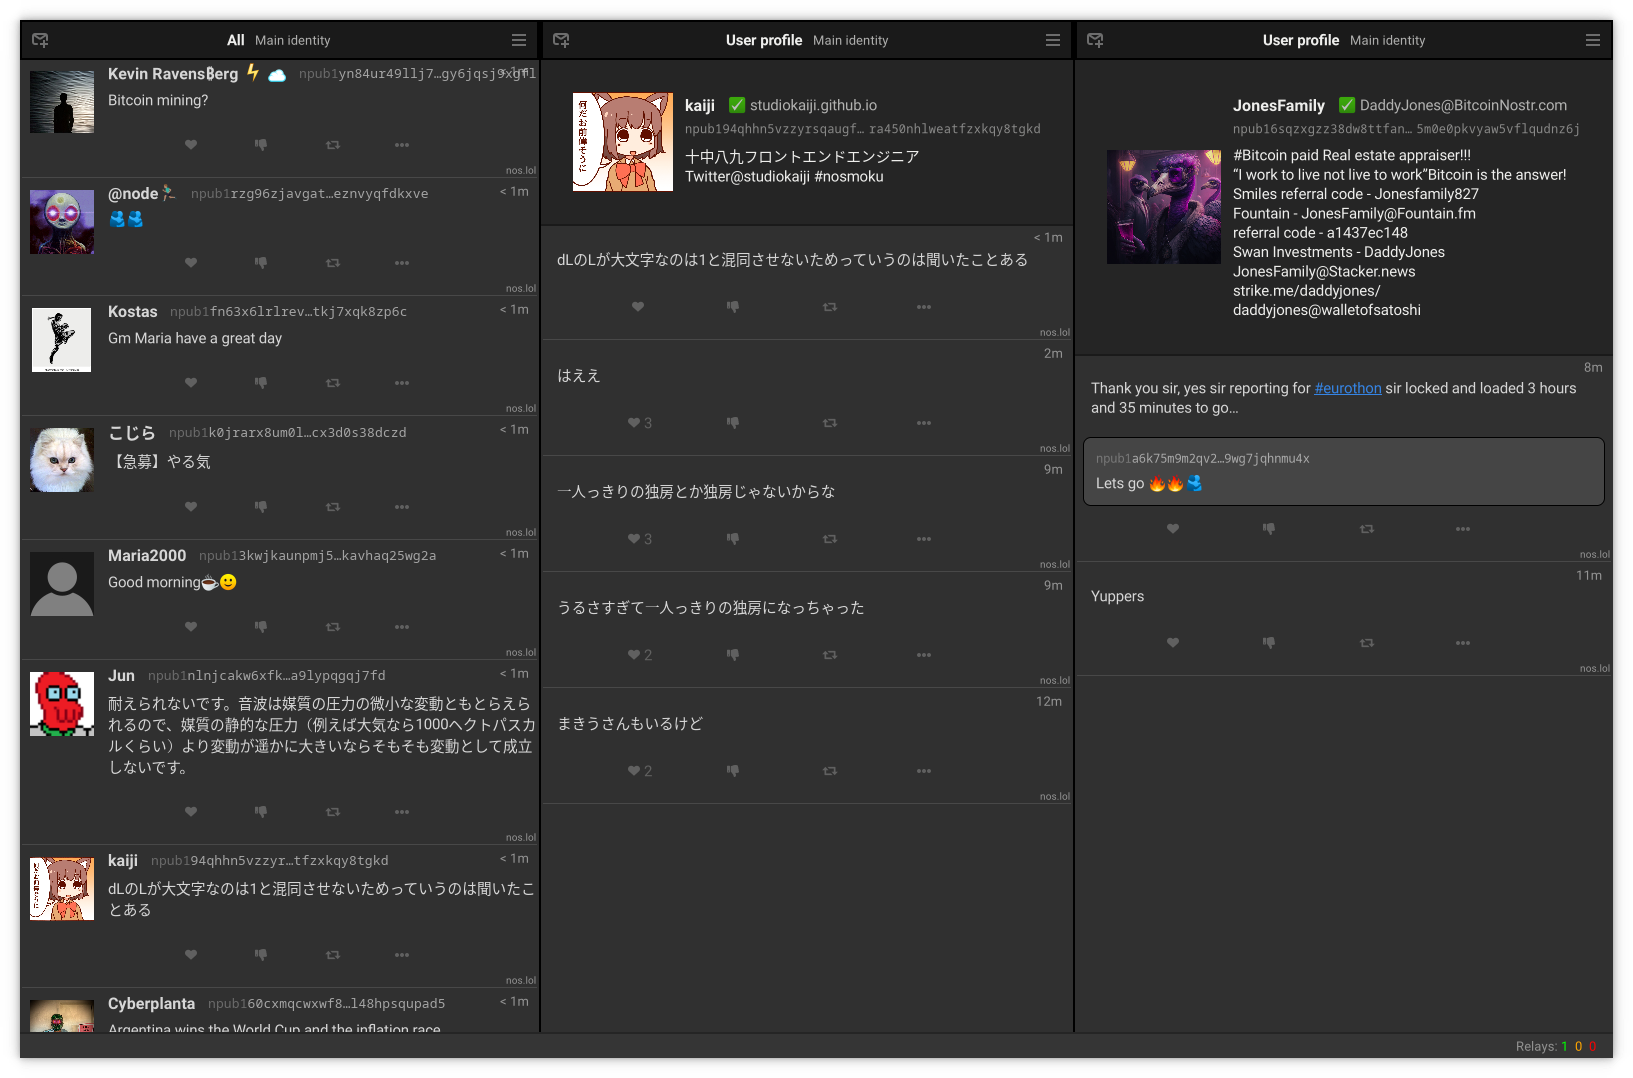 All Main identity
Kevin Ravens₿erg ⚡ ☁️ npub1yn84ur49llj7…gy6jqsj9xgfl
Bitcoin mining?
nos.lol
@node npub1rzg96zjavgat…eznvyqfdkxve < 1m
🫂🫂
nos.lol
Kostas npub1fn63x6lrlrev…tkj7xqk8zp6c < 1m
Gm Maria have a great day
nos.lol
こじら npub1k0jrarx8um0l…cx3d0s38dczd < 1m
【急募】やる気
nos.lol
Maria2000 npub13kwjkaunpmj5…kavhaq25wg2a < 1m
Good morning☕🙂
nos.lol
Jun npub1nlnjcakw6xfk…a9lypqgqj7fd < 1m
耐えられないです。音波は媒質の圧力の微小な変動ともとらえら
れるので、媒質の静的な圧力（例えば大気なら1000ヘクトパスカ
ルくらい）より変動が遥かに大きいならそもそも変動として成立
しないです。
nos.lol
kaiji npub194qhhn5vzzyr…tfzxkqy8tgkd < 1m
dLのLが大文字なのは1と混同させないためっていうのは聞いたこ
とある
nos.lol
Cyberplanta npub160cxmqcwxwf8…l48hpsqupad5 < 1m
Argentina wins the World Cup and the inflation race
User profile Main identity
何だお前偉そうに
kaiji ✅ studiokaiji.github.io
npub194qhhn5vzzyrsqaugf… ra450nhlweatfzxkqy8tgkd
十中八九フロントエンドエンジニア
Twitter@studiokaiji #nosmoku
< 1m
dLのLが大文字なのは1と混同させないためっていうのは聞いたことある
nos.lol
2m
はええ
3
nos.lol
9m
一人っきりの独房とか独房じゃないからな
3
nos.lol
9m
うるさすぎて一人っきりの独房になっちゃった
2
nos.lol
12m
まきうさんもいるけど
2
nos.lol
User profile Main identity
JonesFamily ✅ DaddyJones@BitcoinNostr.com
npub16sqzxgzz38dw8ttfan… 5m0e0pkvyaw5vflqudnz6j
#Bitcoin paid Real estate appraiser!!!
“I work to live not live to work”Bitcoin is the answer!
Smiles referral code - Jonesfamily827
Fountain - JonesFamily@Fountain.fm
referral code - a1437ec148
Swan Investments - DaddyJones
JonesFamily@Stacker.news
strike.me/daddyjones/
daddyjones@walletofsatoshi
8m
Thank you sir, yes sir reporting for #eurothon sir locked and loaded 3 hours
and 35 minutes to go…
npub1a6k75m9m2qv2…9wg7jqhnmu4x
Lets go 🔥🔥🫂
nos.lol
11m
Yuppers
nos.lol
Relays: 1 0 0